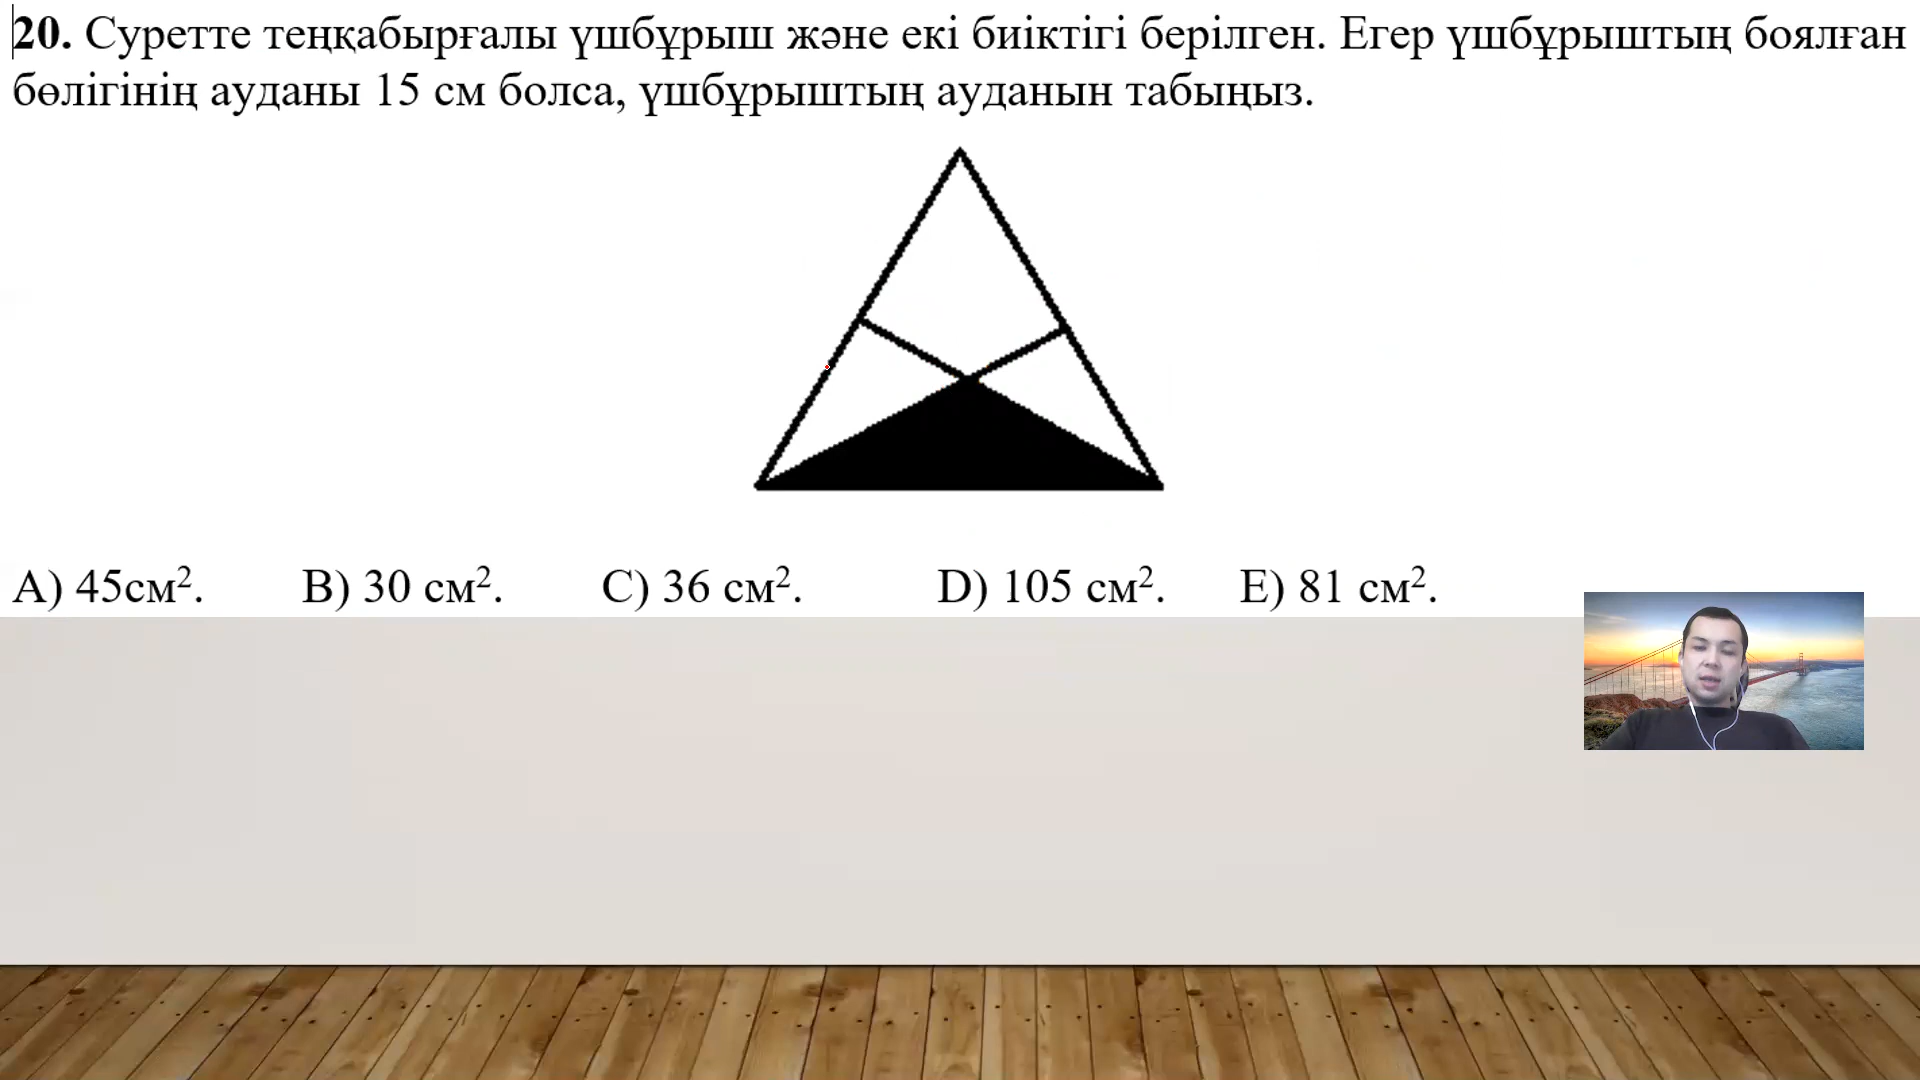 20. Суретте теңқабырғалы үшбұрыш және екі биіктігі берілген. Егер үшбұрыштың боялған
бөлігінің ауданы 15 см болса, үшбұрыштың ауданын табыңыз.
A) 45см². B) 30 см². C) 36 см². D) 105 см². E) 81 см².